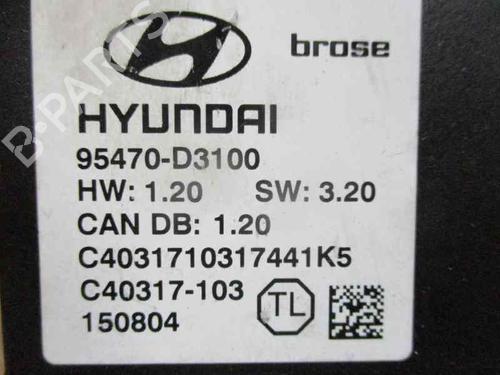 brose
HYUNDAI
95470-D3100
HW: 1.20 SW: 3.20
CAN DB: 1.20
C4031710317441K5
C40317-103
TL
150804
B-PARTS